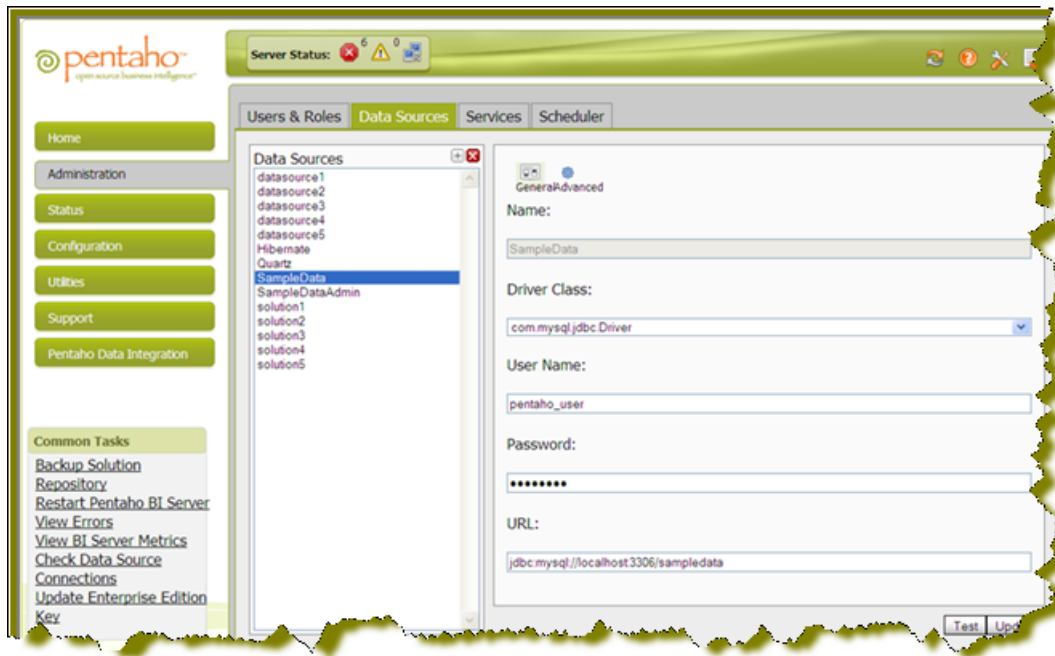 pentaho™
open source business intelligence™
Server Status: 6 0
Home
Administration
Status
Configuration
Utilities
Support
Pentaho Data Integration
Common Tasks
Backup Solution
Repository
Restart Pentaho BI Server
View Errors
View BI Server Metrics
Check Data Source
Connections
Update Enterprise Edition
Key
Users & Roles Data Sources Services Scheduler
Data Sources
datasource1
datasource2
datasource3
datasource4
datasource5
Hibernate
Quartz
SampleData
SampleDataAdmin
solution1
solution2
solution3
solution4
solution5
General Advanced
Name:
SampleData
Driver Class:
com.mysql.jdbc.Driver
User Name:
pentaho_user
Password:
••••••••
URL:
jdbc:mysql://localhost:3306/sampledata
Test